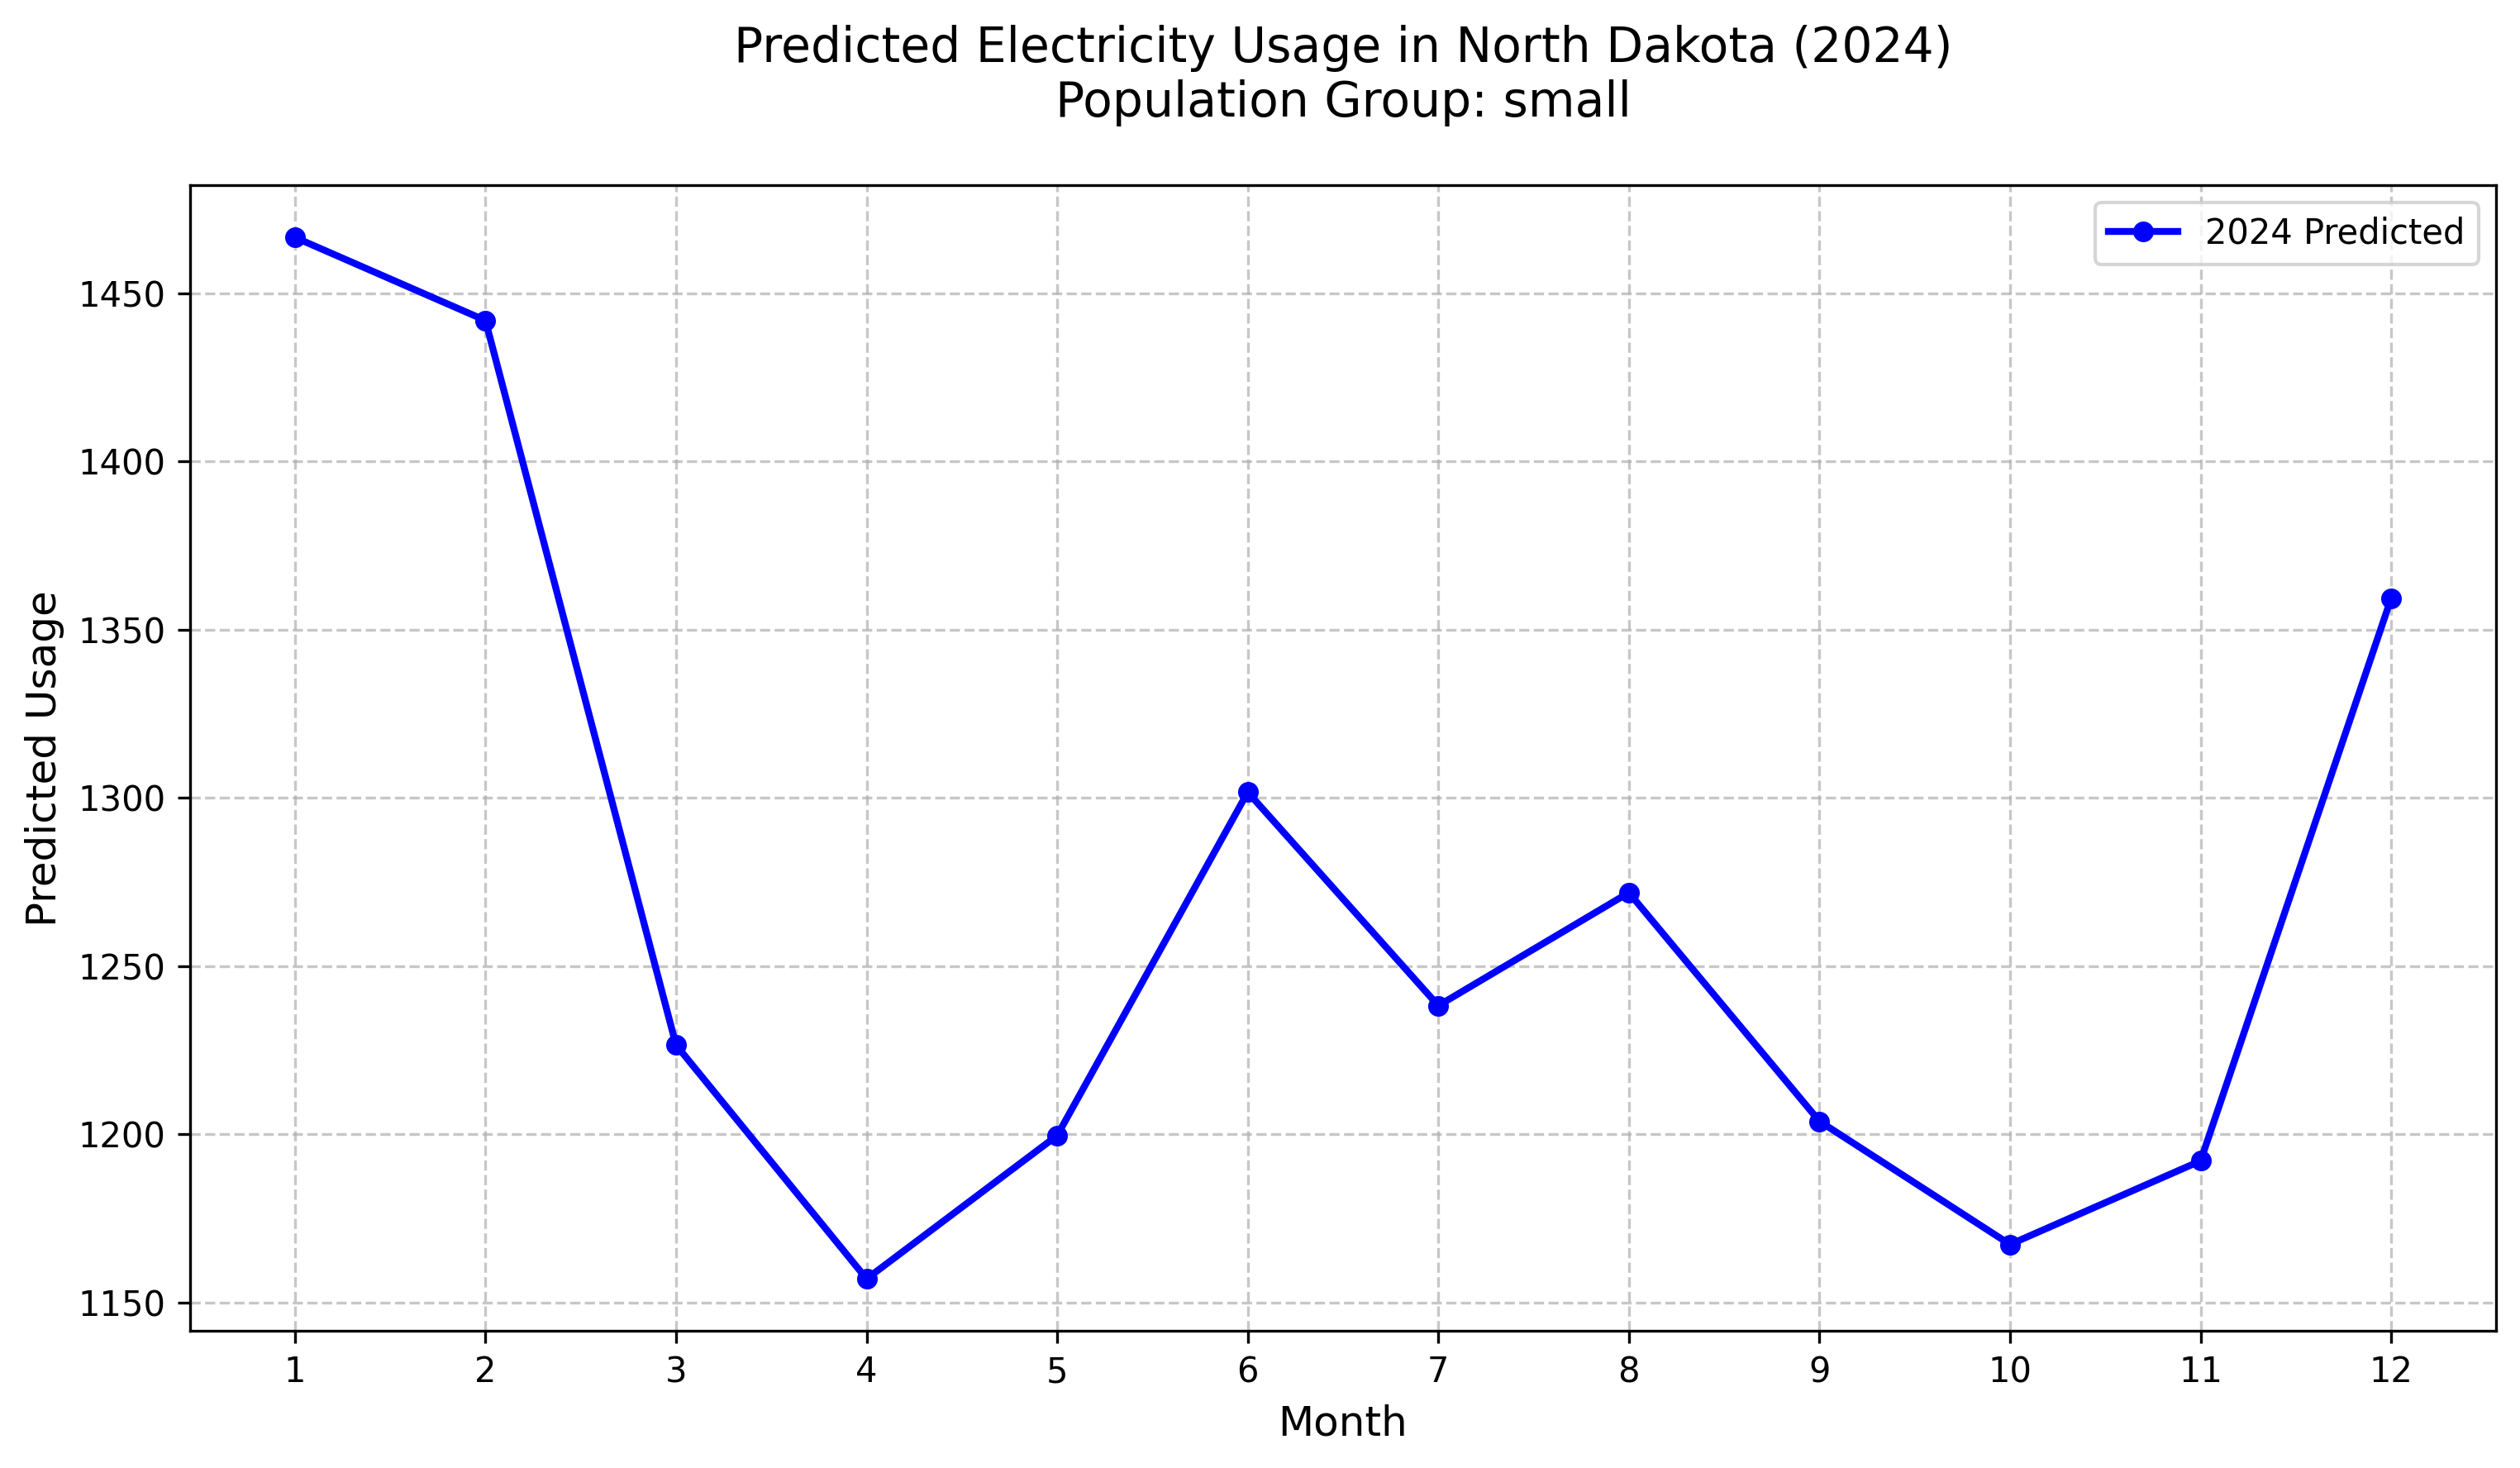 Predicted Electricity Usage in North Dakota (2024)
Population Group: small
2024 Predicted
Predicted Usage
1450
1400
1350
1300
1250
1200
1150
1 2 3 4 5 6 7 8 9 10 11 12
Month